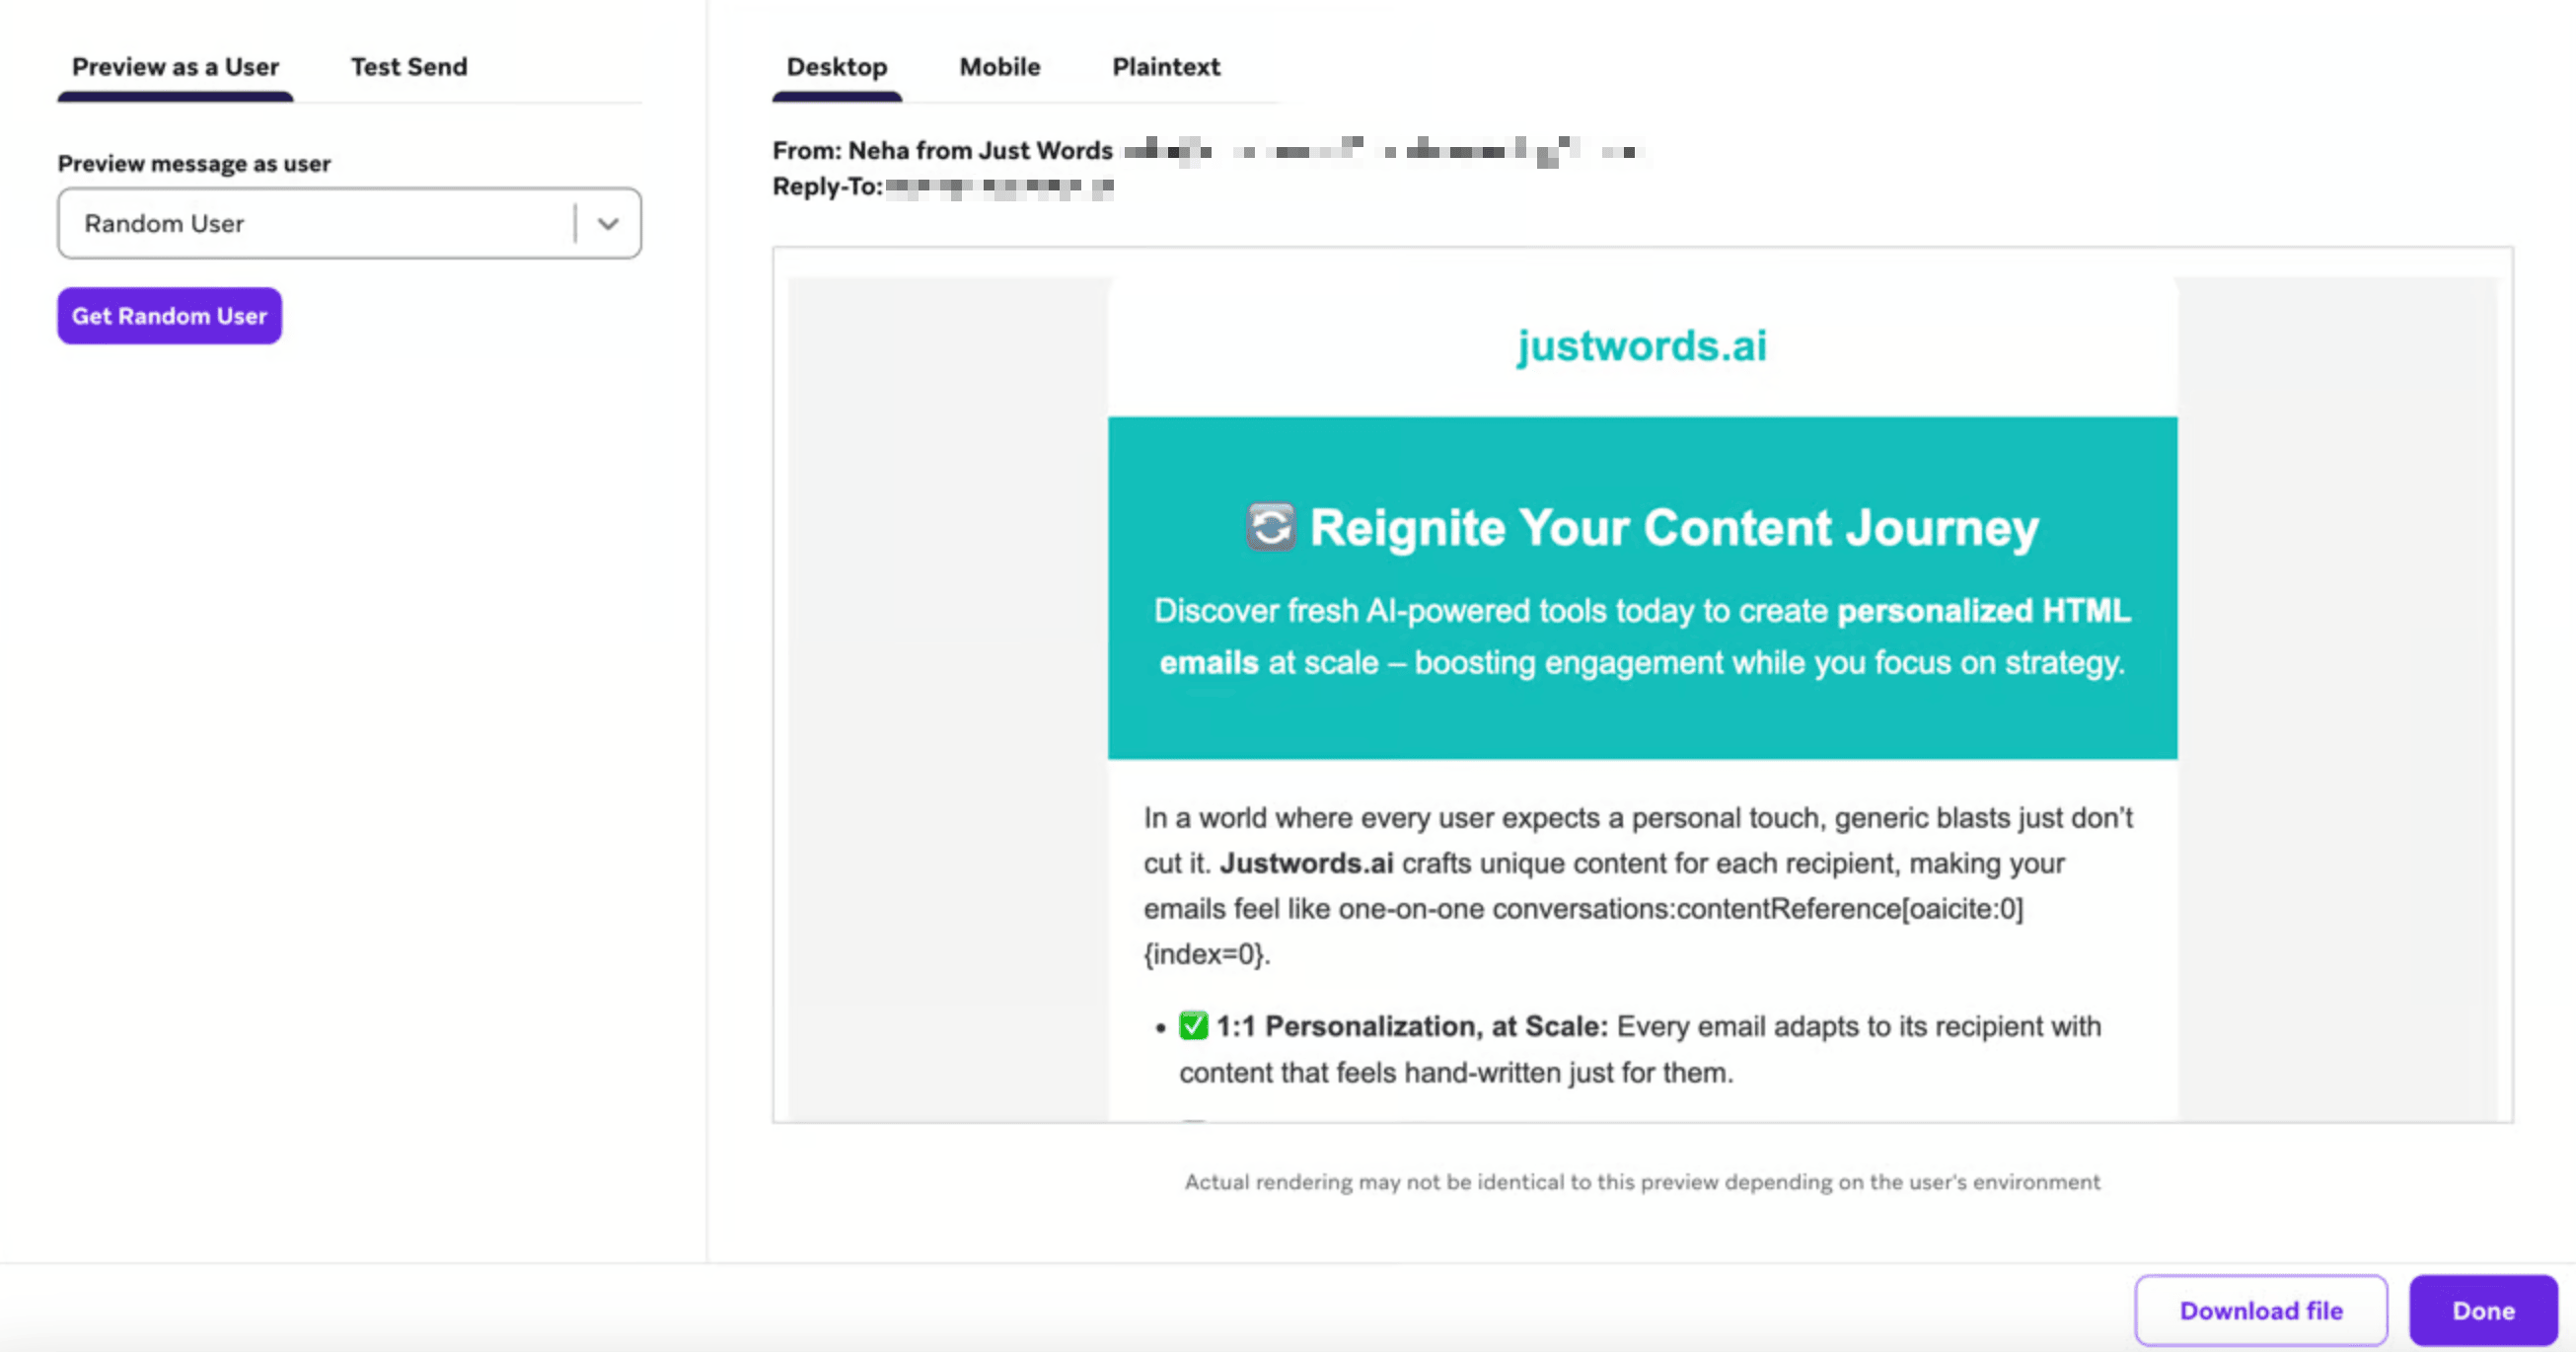 Preview as a User
Test Send
Preview message as user
Random User
Get Random User
Desktop
Mobile
Plaintext
From: Neha from Just Words
Reply-To:
justwords.ai
🔄 Reignite Your Content Journey
Discover fresh AI-powered tools today to create personalized HTML
emails at scale – boosting engagement while you focus on strategy.
In a world where every user expects a personal touch, generic blasts just don’t
cut it. Justwords.ai crafts unique content for each recipient, making your
emails feel like one-on-one conversations:contentReference[oaicite:0]
{index=0}.
• ✅ 1:1 Personalization, at Scale: Every email adapts to its recipient with
content that feels hand-written just for them.
Actual rendering may not be identical to this preview depending on the user's environment
Download file
Done